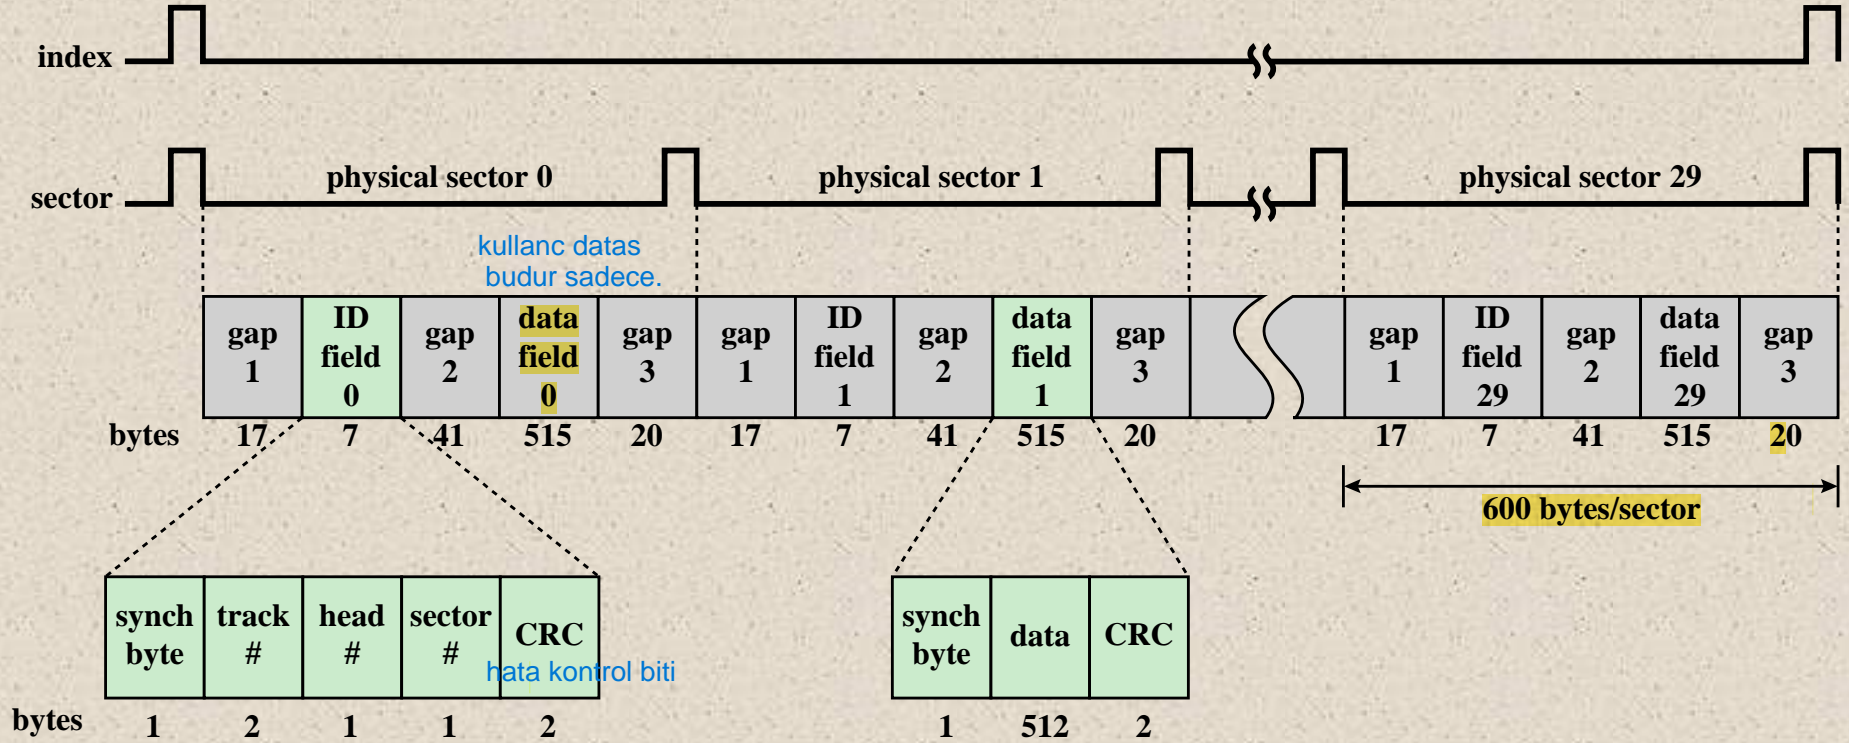 index
sector
physical sector 0
physical sector 1
physical sector 29
kullanc datas
budur sadece.
gap 1
ID field 0
gap 2
data field 0
gap 3
gap 1
ID field 1
gap 2
data field 1
gap 3
gap 1
ID field 29
gap 2
data field 29
gap 3
bytes 17 7 41 515 20 17 7 41 515 20 17 7 41 515 20
600 bytes/sector
synch byte
track #
head #
sector #
CRC
hata kontrol biti
synch byte
data
CRC
bytes 1 2 1 1 2 1 512 2